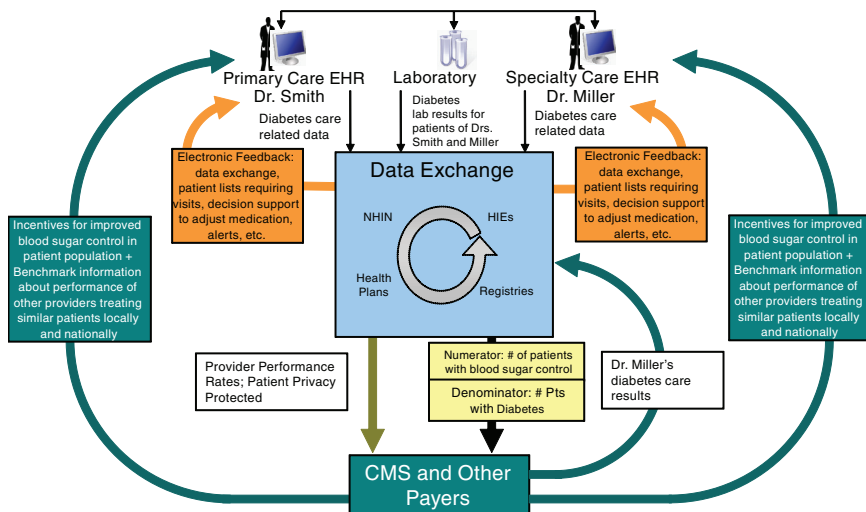 Primary Care EHR
Dr. Smith
Laboratory
Specialty Care EHR
Dr. Miller
Diabetes care
related data
Diabetes
lab results for
patients of Drs.
Smith and Miller
Diabetes care
related data
Electronic Feedback:
data exchange,
patient lists requiring
visits, decision support
to adjust medication,
alerts, etc.
Data Exchange
NHIN
HIEs
Health
Plans
Registries
Electronic Feedback:
data exchange,
patient lists requiring
visits, decision support
to adjust medication,
alerts, etc.
Incentives for improved
blood sugar control in
patient population +
Benchmark information
about performance of
other providers treating
similar patients locally
and nationally
Incentives for improved
blood sugar control in
patient population +
Benchmark information
about performance of
other providers treating
similar patients locally
and nationally
Provider Performance
Rates; Patient Privacy
Protected
Numerator: # of patients
with blood sugar control
Denominator: # Pts
with Diabetes
Dr. Miller's
diabetes care
results
CMS and Other
Payers